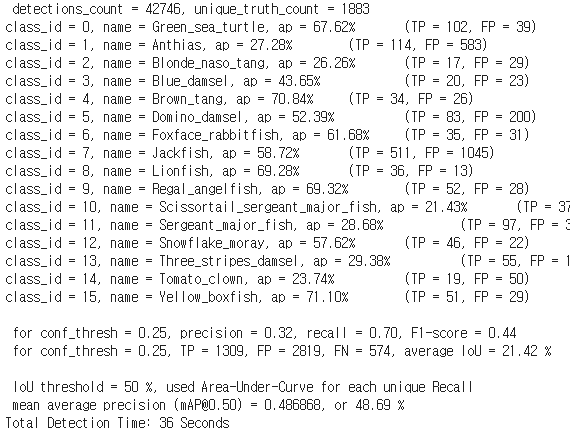 detections_count = 42746, unique_truth_count = 1883
class_id = 0, name = Green_sea_turtle, ap = 67.62% (TP = 102, FP = 39)
class_id = 1, name = Anthias, ap = 27.28% (TP = 114, FP = 583)
class_id = 2, name = Blonde_naso_tang, ap = 26.26% (TP = 17, FP = 29)
class_id = 3, name = Blue_damsel, ap = 43.65% (TP = 20, FP = 23)
class_id = 4, name = Brown_tang, ap = 70.84% (TP = 34, FP = 26)
class_id = 5, name = Domino_damsel, ap = 52.39% (TP = 83, FP = 200)
class_id = 6, name = Foxface_rabbitfish, ap = 61.68% (TP = 35, FP = 31)
class_id = 7, name = Jackfish, ap = 58.72% (TP = 511, FP = 1045)
class_id = 8, name = Lionfish, ap = 69.28% (TP = 36, FP = 13)
class_id = 9, name = Regal_angelfish, ap = 69.32% (TP = 52, FP = 28)
class_id = 10, name = Scissortail_sergeant_major_fish, ap = 21.43% (TP = 37
class_id = 11, name = Sergeant_major_fish, ap = 28.68% (TP = 97, FP = 3
class_id = 12, name = Snowflake_moray, ap = 57.62% (TP = 46, FP = 22)
class_id = 13, name = Three_stripes_damsel, ap = 29.38% (TP = 55, FP = 1
class_id = 14, name = Tomato_clown, ap = 23.74% (TP = 19, FP = 50)
class_id = 15, name = Yellow_boxfish, ap = 71.10% (TP = 51, FP = 29)
for conf_thresh = 0.25, precision = 0.32, recall = 0.70, F1-score = 0.44
for conf_thresh = 0.25, TP = 1309, FP = 2819, FN = 574, average IoU = 21.42 %
IoU threshold = 50 %, used Area-Under-Curve for each unique Recall
mean average precision (mAP@0.50) = 0.486868, or 48.69 %
Total Detection Time: 36 Seconds